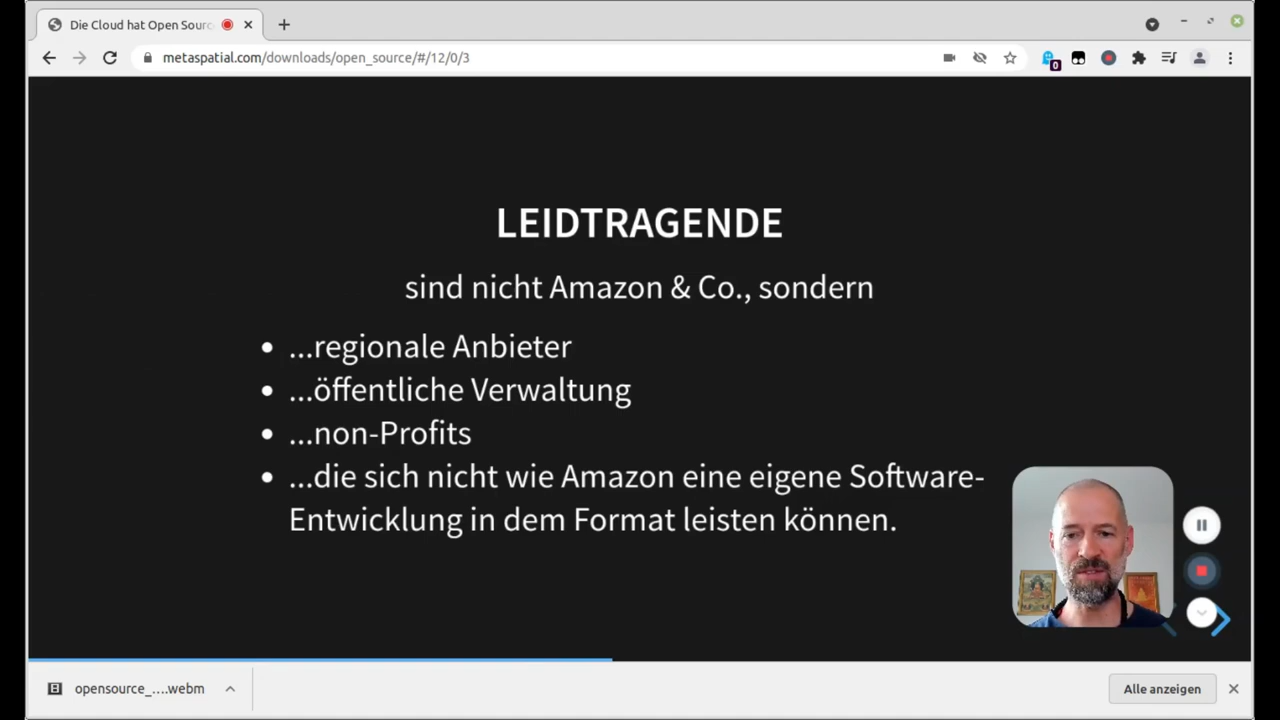 Die Cloud hat Open Sourc
metaspatial.com/downloads/open_source/#/12/0/3
0
LEIDTRAGENDE
sind nicht Amazon & Co., sondern
...regionale Anbieter
...öffentliche Verwaltung
...non-Profits
...die sich nicht wie Amazon eine eigene Software-
Entwicklung in dem Format leisten können.
opensource_....webm
Alle anzeigen